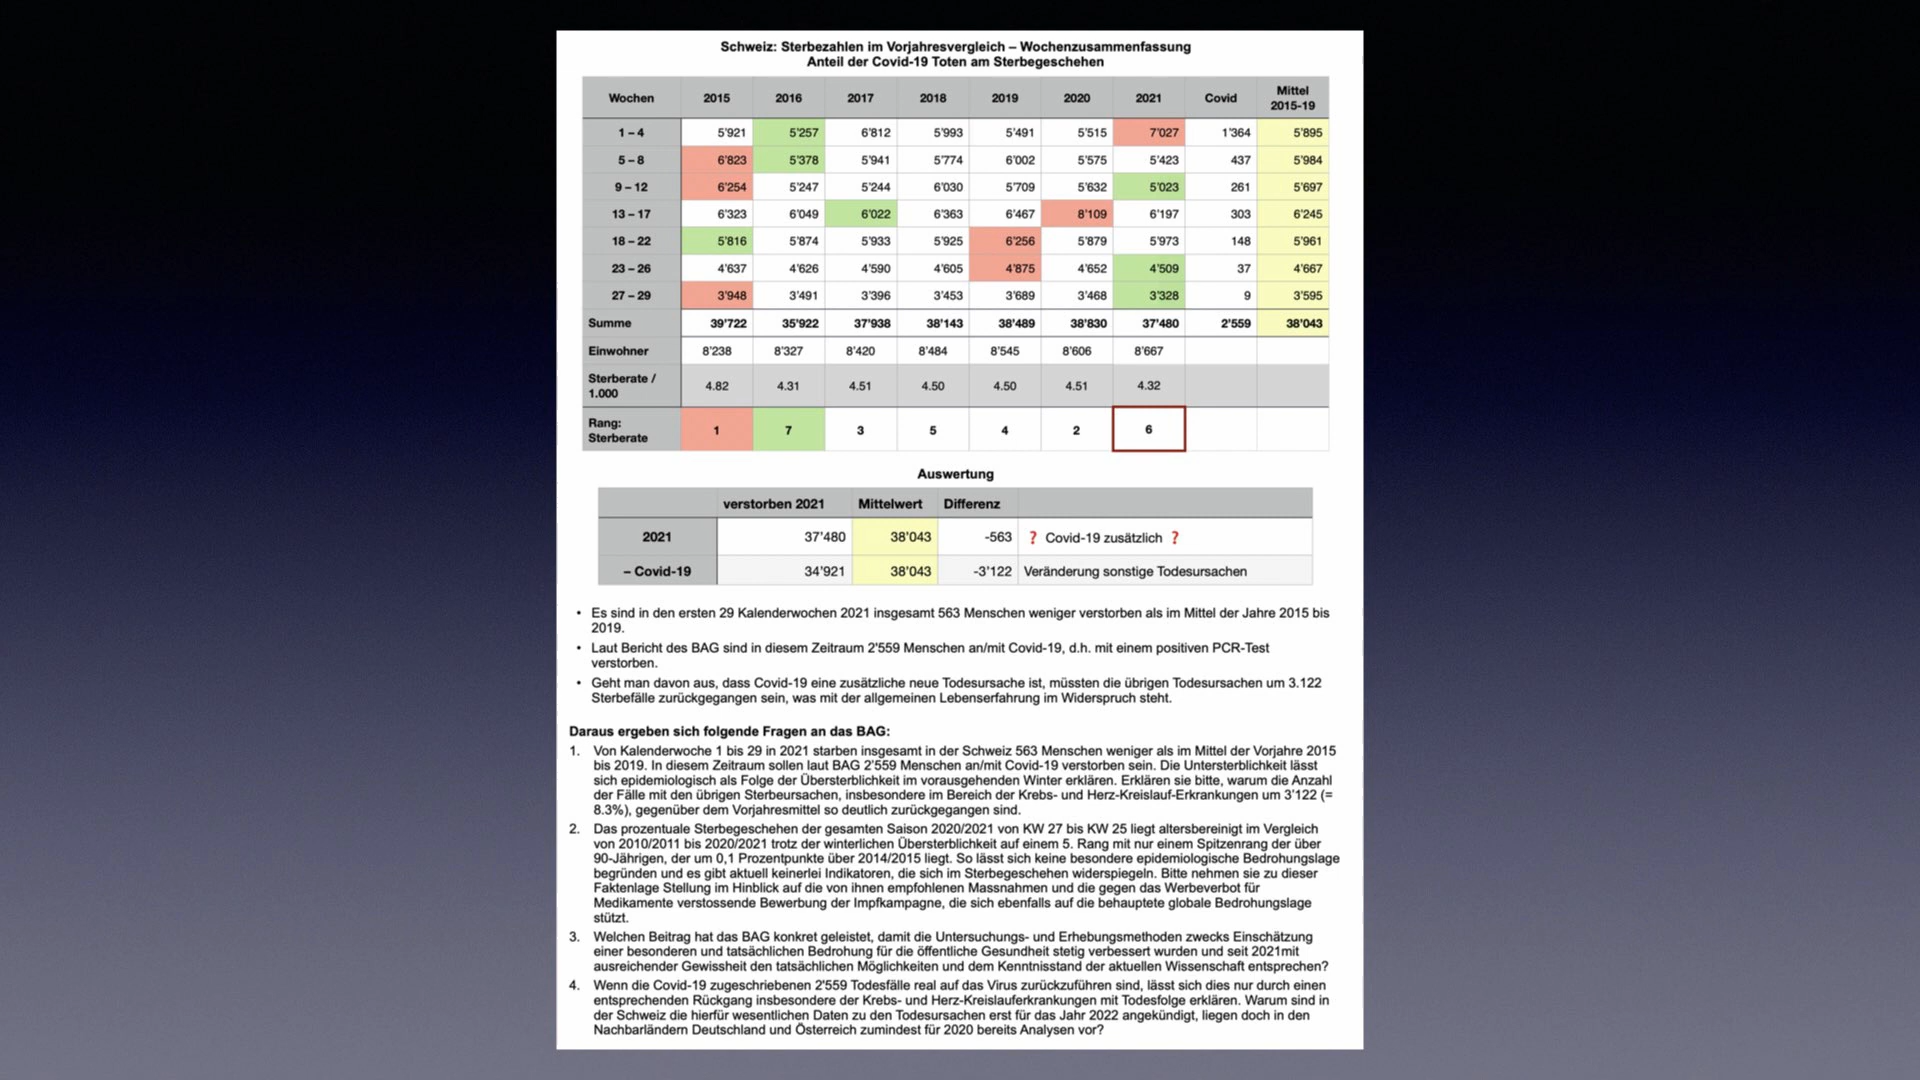 Schweiz: Sterbezahlen im Vorjahresvergleich – Wochenzusammenfassung
Anteil der Covid-19 Toten am Sterbegeschehen
Wochen 2015 2016 2017 2018 2019 2020 2021 Covid Mittel 2015-19
1 – 4 5'921 5'257 6'812 5'993 5'491 5'515 7'027 1'364 5'895
5 – 8 6'823 5'378 5'941 5'774 6'002 5'575 5'423 437 5'984
9 – 12 6'254 5'247 5'244 6'030 5'709 5'632 5'023 261 5'697
13 – 17 6'323 6'049 6'022 6'363 6'467 8'109 6'197 303 6'245
18 – 22 5'816 5'874 5'933 5'925 6'256 5'879 5'973 148 5'961
23 – 26 4'637 4'626 4'590 4'605 4'875 4'652 4'509 37 4'667
27 – 29 3'948 3'491 3'396 3'453 3'689 3'468 3'328 9 3'595
Summe 39'722 35'922 37'938 38'143 38'489 38'830 37'480 2'559 38'043
Einwohner 8'238 8'327 8'420 8'484 8'545 8'606 8'667
Sterberate / 1.000 4.82 4.31 4.51 4.50 4.50 4.51 4.32
Rang: Sterberate 1 7 3 5 4 2 6
Auswertung
verstorben 2021 Mittelwert Differenz
2021 37'480 38'043 -563 ❓ Covid-19 zusätzlich ❓
– Covid-19 34'921 38'043 -3'122 Veränderung sonstige Todesursachen
• Es sind in den ersten 29 Kalenderwochen 2021 insgesamt 563 Menschen weniger verstorben als im Mittel der Jahre 2015 bis
2019.
• Laut Bericht des BAG sind in diesem Zeitraum 2'559 Menschen an/mit Covid-19, d.h. mit einem positiven PCR-Test
verstorben.
• Geht man davon aus, dass Covid-19 eine zusätzliche neue Todesursache ist, müssten die übrigen Todesursachen um 3.122
Sterbefälle zurückgegangen sein, was mit der allgemeinen Lebenserfahrung im Widerspruch steht.
Daraus ergeben sich folgende Fragen an das BAG:
1. Von Kalenderwoche 1 bis 29 in 2021 starben insgesamt in der Schweiz 563 Menschen weniger als im Mittel der Vorjahre 2015
bis 2019. In diesem Zeitraum sollen laut BAG 2'559 Menschen an/mit Covid-19 verstorben sein. Die Untersterblichkeit lässt
sich epidemiologisch als Folge der Übersterblichkeit im vorausgehenden Winter erklären. Erklären sie bitte, warum die Anzahl
der Fälle mit den übrigen Sterbeursachen, insbesondere im Bereich der Krebs- und Herz-Kreislauf-Erkrankungen um 3'122 (=
8.3%), gegenüber dem Vorjahresmittel so deutlich zurückgegangen sind.
2. Das prozentuale Sterbegeschehen der gesamten Saison 2020/2021 von KW 27 bis KW 25 liegt altersbereinigt im Vergleich
von 2010/2011 bis 2020/2021 trotz der winterlichen Übersterblichkeit auf einem 5. Rang mit nur einem Spitzenrang der über
90-Jährigen, der um 0,1 Prozentpunkte über 2014/2015 liegt. So lässt sich keine besondere epidemiologische Bedrohungslage
begründen und es gibt aktuell keinerlei Indikatoren, die sich im Sterbegeschehen widerspiegeln. Bitte nehmen sie zu dieser
Faktenlage Stellung im Hinblick auf die von ihnen empfohlenen Massnahmen und die gegen das Werbeverbot für
Medikamente verstossende Bewerbung der Impfkampagne, die sich ebenfalls auf die behauptete globale Bedrohungslage
stützt.
3. Welchen Beitrag hat das BAG konkret geleistet, damit die Untersuchungs- und Erhebungsmethoden zwecks Einschätzung
einer besonderen und tatsächlichen Bedrohung für die öffentliche Gesundheit stetig verbessert wurden und seit 2021mit
ausreichender Gewissheit den tatsächlichen Möglichkeiten und dem Kenntnisstand der aktuellen Wissenschaft entsprechen?
4. Wenn die Covid-19 zugeschriebenen 2'559 Todesfälle real auf das Virus zurückzuführen sind, lässt sich dies nur durch einen
entsprechenden Rückgang insbesondere der Krebs- und Herz-Kreislauferkrankungen mit Todesfolge erklären. Warum sind in
der Schweiz die hierfür wesentlichen Daten zu den Todesursachen erst für das Jahr 2022 angekündigt, liegen doch in den
Nachbarländern Deutschland und Österreich zumindest für 2020 bereits Analysen vor?